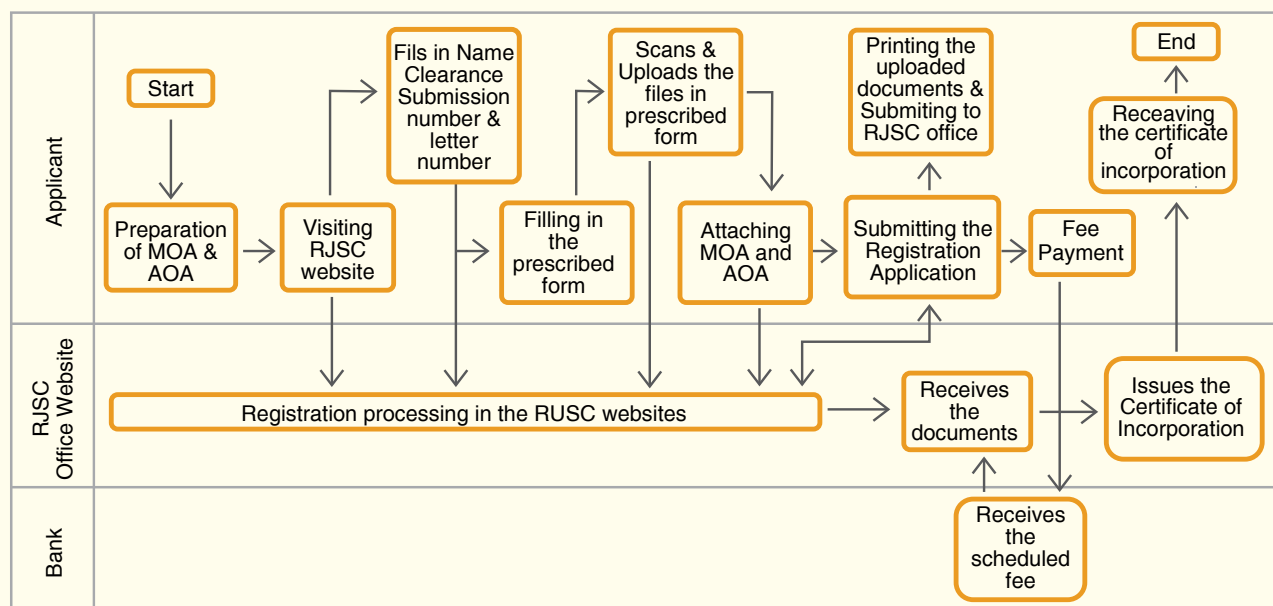 Applicant
Start
Preparation
of MOA &
AOA
Visiting
RJSC
website
Fils in Name
Clearance
Submission
number &
letter
number
Filling in
the
prescribed
form
Scans &
Uploads the
files in
prescribed
form
Attaching
MOA and
AOA
Printing the
uploaded
documents &
Submiting to
RJSC office
Submitting the
Registration
Application
Fee
Payment
End
Receaving
the certificate
of
incorporation
RJSC
Office Website
Registration processing in the RUSC websites
Receives
the
documents
Issues the
Certificate of
Incorporation
Bank
Receives
the
scheduled
fee